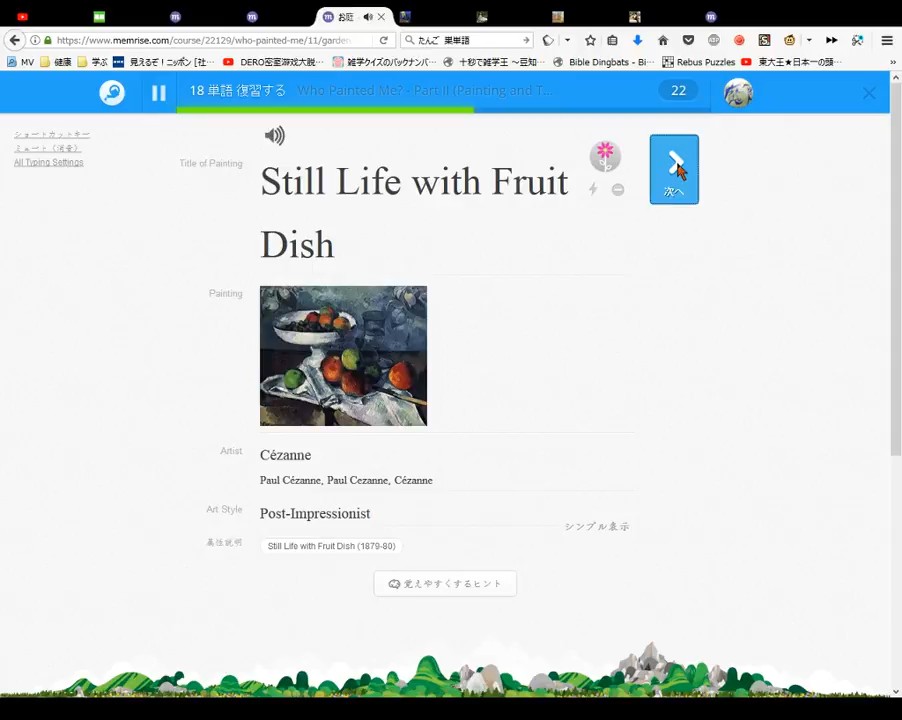 お庭
https://www.memrise.com/course/22129/who-painted-me/11/garden
たんご 巣単語
MV 健康 学ぶ 見えるぞ！ニッポン [社… DERO密室游戏大脱… 雑学クイズのバックナンバ… 十秒で雑学王 ～豆知… Bible Dingbats - Bi… Rebus Puzzles 東大王★日本一の頭…
18 単語 復習する Who Painted Me? - Part II (Painting and T... 22
ショートカットキー
ミュート（消音）
All Typing Settings
Title of Painting
Still Life with Fruit
Dish
次へ
Painting
Artist
Cézanne
Paul Cézanne, Paul Cezanne, Cézanne
Art Style
Post-Impressionist
シンプル表示
属性説明
Still Life with Fruit Dish (1879-80)
覚えやすくするヒント